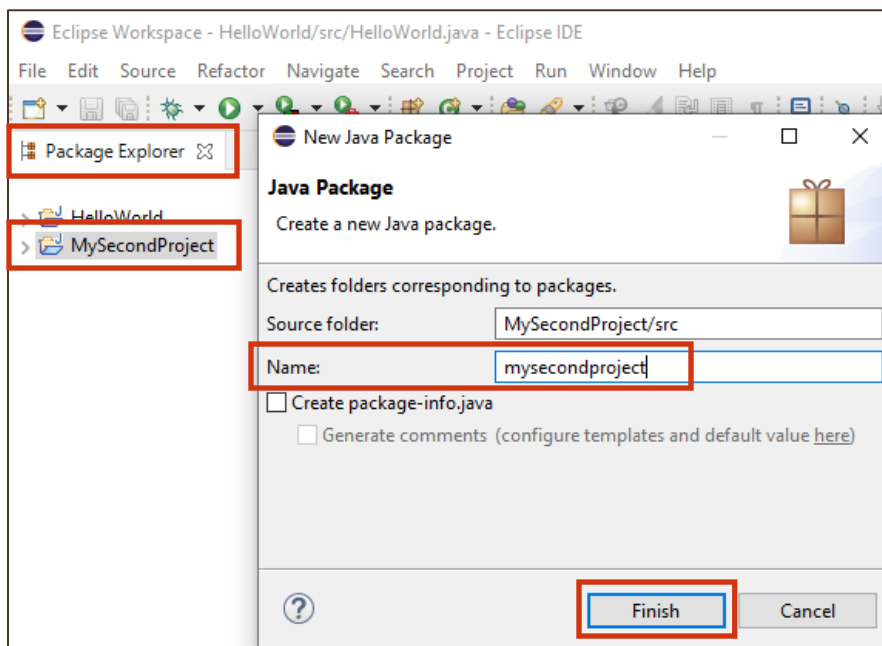 Eclipse Workspace - HelloWorld/src/HelloWorld.java - Eclipse IDE
File Edit Source Refactor Navigate Search Project Run Window Help
Package Explorer
HelloWorld
MySecondProject
New Java Package
Java Package
Create a new Java package.
Creates folders corresponding to packages.
Source folder: MySecondProject/src
Name: mysecondproject
Create package-info.java
Generate comments (configure templates and default value here)
Finish Cancel